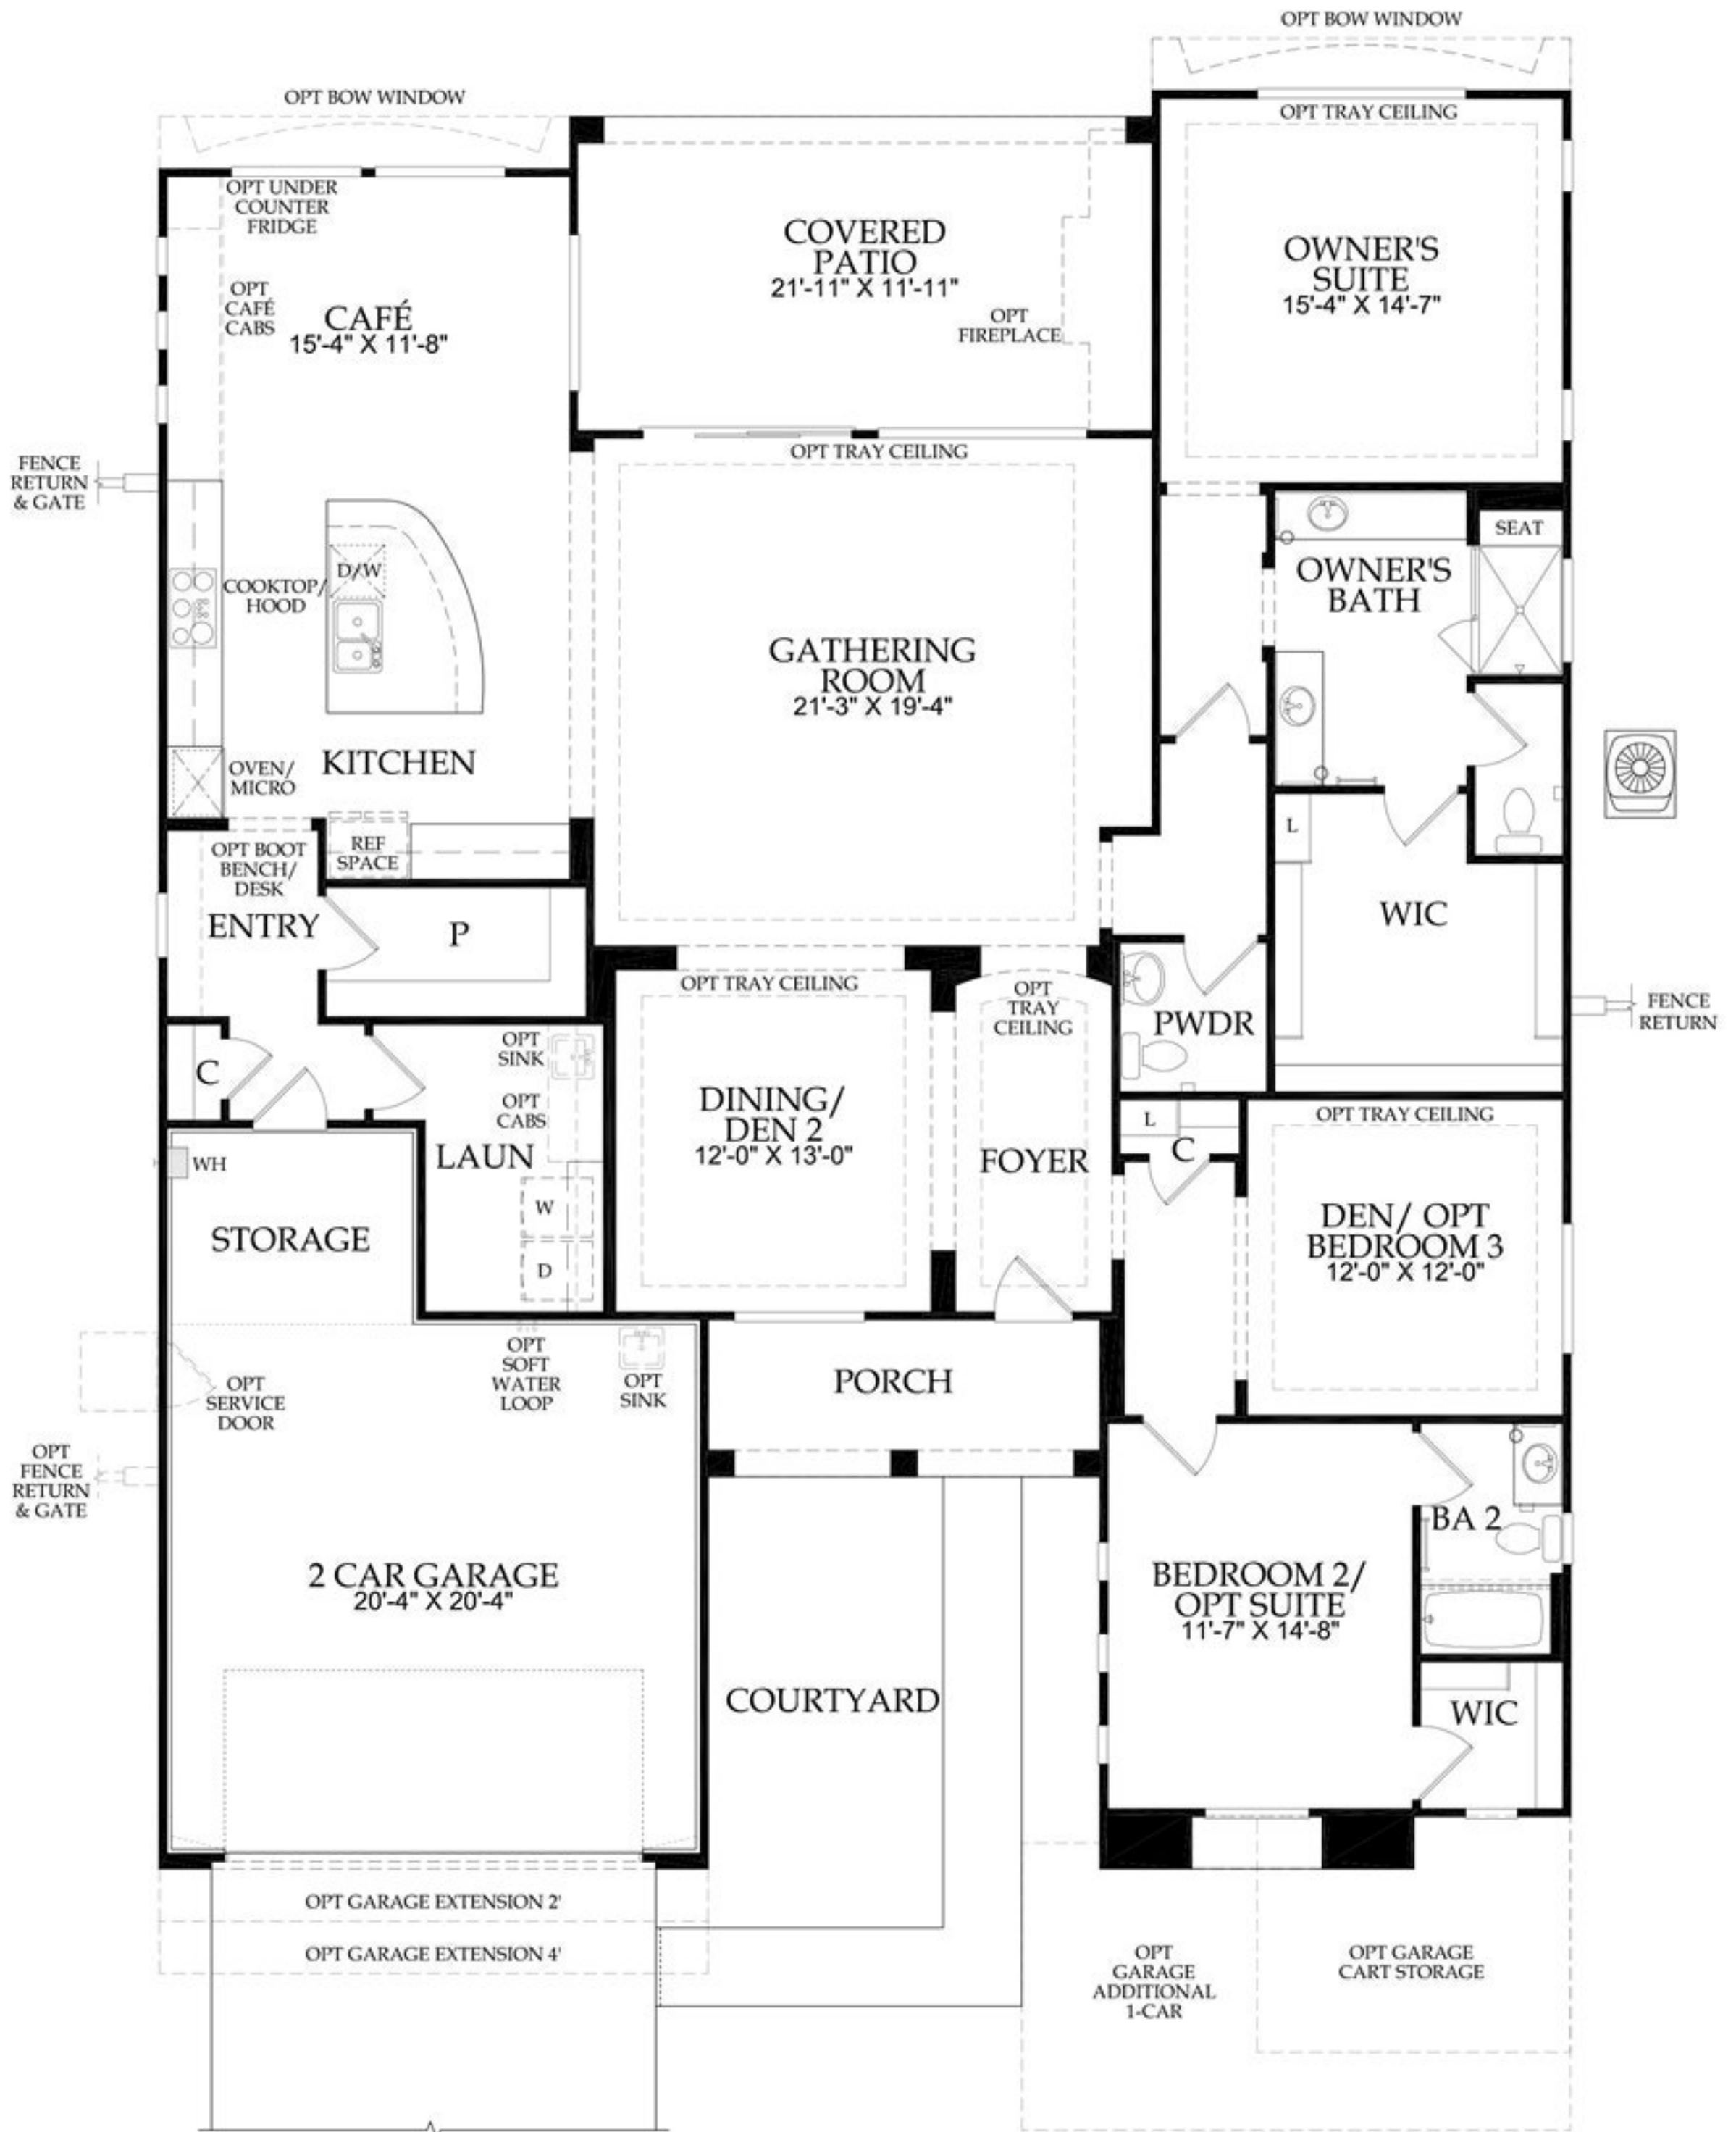 OPT BOW WINDOW
OPT BOW WINDOW
OPT TRAY CEILING
OPT UNDER
COUNTER
FRIDGE
OPT
CAFÉ
CABS
CAFÉ
15'-4" X 11'-8"
COVERED
PATIO
21'-11" X 11'-11"
OPT
FIREPLACE
OWNER'S
SUITE
15'-4" X 14'-7"
FENCE
RETURN
& GATE
OPT TRAY CEILING
D/W
COOKTOP/
HOOD
GATHERING
ROOM
21'-3" X 19'-4"
SEAT
OWNER'S
BATH
OVEN/
MICRO
KITCHEN
REF
SPACE
OPT BOOT
BENCH/
DESK
ENTRY
P
L
WIC
OPT TRAY CEILING
OPT
TRAY
CEILING
PWDR
FENCE
RETURN
C
OPT
SINK
OPT
CABS
LAUN
W
D
DINING/
DEN 2
12'-0" X 13'-0"
FOYER
L
C
OPT TRAY CEILING
DEN/ OPT
BEDROOM 3
12'-0" X 12'-0"
WH
STORAGE
OPT
SERVICE
DOOR
OPT
SOFT
WATER
LOOP
OPT
SINK
PORCH
OPT
FENCE
RETURN
& GATE
2 CAR GARAGE
20'-4" X 20'-4"
BEDROOM 2/
OPT SUITE
11'-7" X 14'-8"
BA 2
COURTYARD
WIC
OPT GARAGE EXTENSION 2'
OPT GARAGE EXTENSION 4'
OPT
GARAGE
ADDITIONAL
1-CAR
OPT GARAGE
CART STORAGE